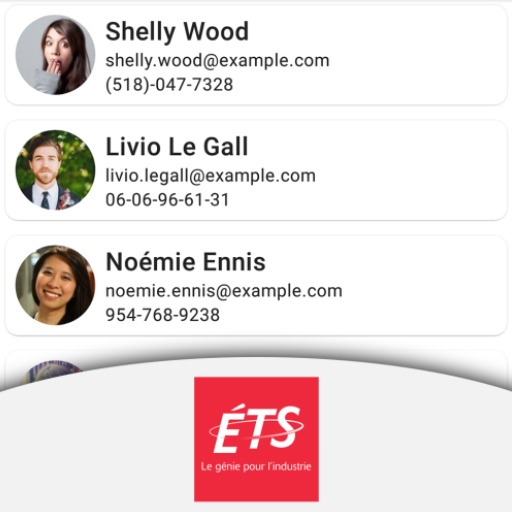 Shelly Wood
shelly.wood@example.com
(518)-047-7328
Livio Le Gall
livio.legall@example.com
06-06-96-61-31
Noémie Ennis
noemie.ennis@example.com
954-768-9238
ÉTS
Le génie pour l'industrie